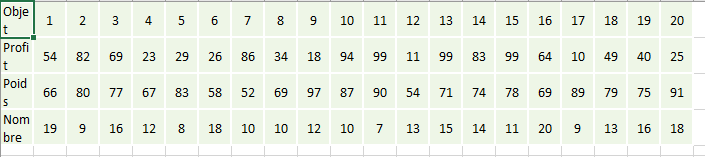 Objet 1 2 3 4 5 6 7 8 9 10 11 12 13 14 15 16 17 18 19 20
Profit 54 82 69 23 29 26 86 34 18 94 99 11 99 83 99 64 10 49 40 25
Poids 66 80 77 67 83 58 52 69 97 87 90 54 71 74 78 69 89 79 75 91
Nombre 19 9 16 12 8 18 10 10 12 10 7 13 15 14 11 20 9 13 16 18